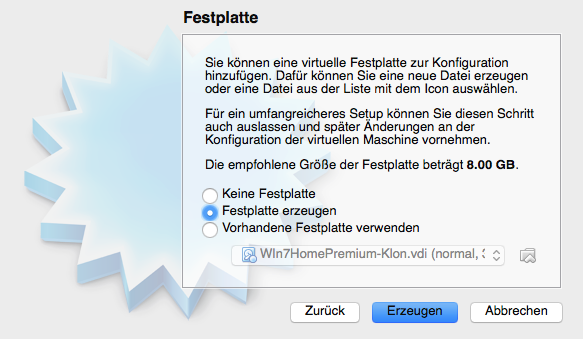 Festplatte
Sie können eine virtuelle Festplatte zur Konfiguration
hinzufügen. Dafür können Sie eine neue Datei erzeugen
oder eine Datei aus der Liste mit dem Icon auswählen.
Für ein umfangreicheres Setup können Sie diesen Schritt
auch auslassen und später Änderungen an der
Konfiguration der virtuellen Maschine vornehmen.
Die empfohlene Größe der Festplatte beträgt 8.00 GB.
Keine Festplatte
Festplatte erzeugen
Vorhandene Festplatte verwenden
WIn7HomePremium-Klon.vdi (normal,
Zurück
Erzeugen
Abbrechen